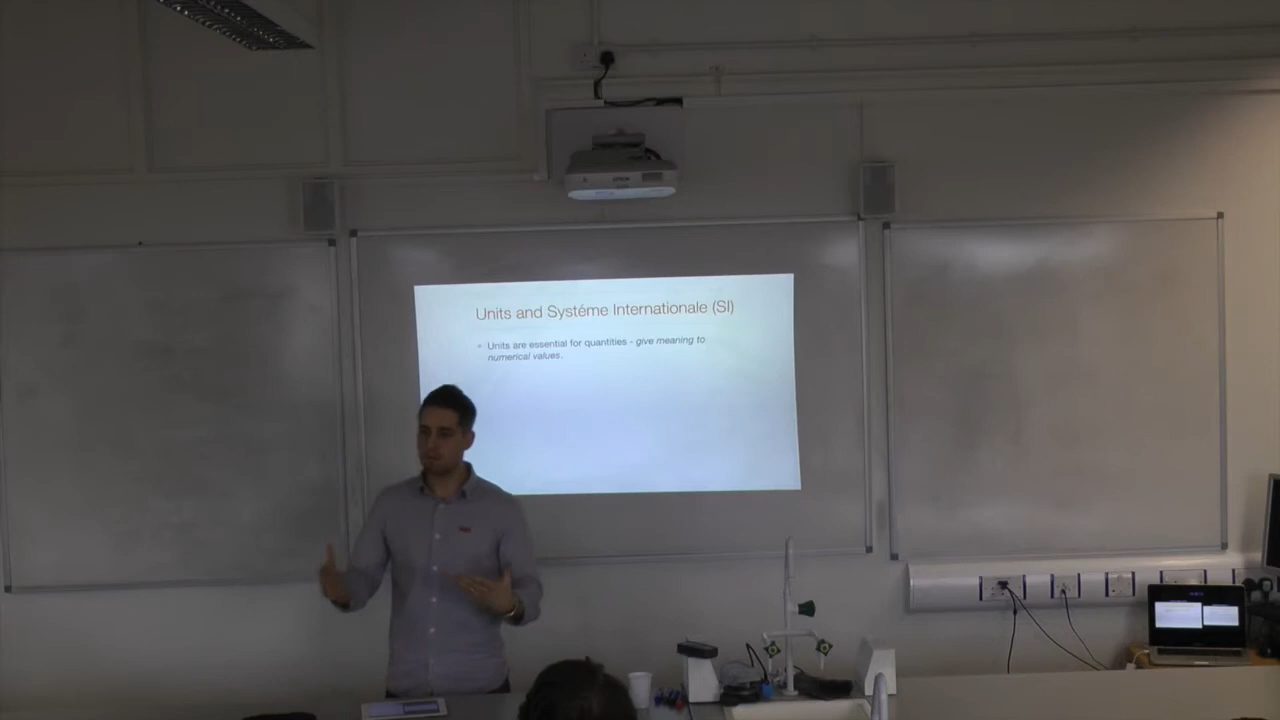 Units and Systéme Internationale (SI)
Units are essential for quantities - give meaning to
numerical values.